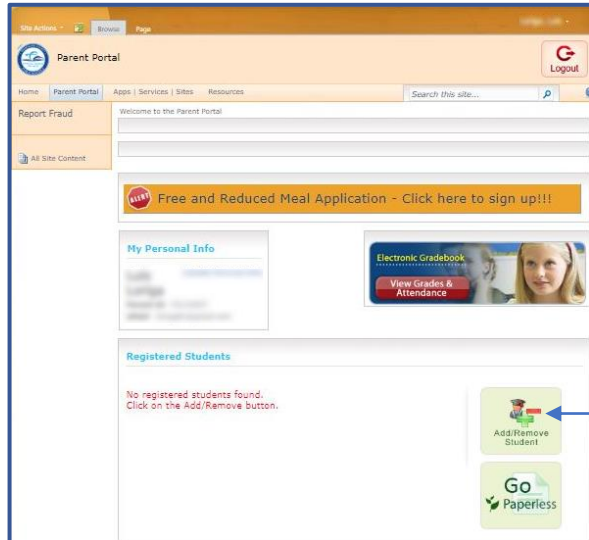 Site Actions
Browse Page
Parent Portal
Logout
Home Parent Portal Apps | Services | Sites Resources
Search this site...
Report Fraud
Welcome to the Parent Portal
All Site Content
ALERT Free and Reduced Meal Application - Click here to sign up!!!
My Personal Info
Electronic Gradebook
View Grades &
Attendance
Registered Students
No registered students found.
Click on the Add/Remove button.
Add/Remove
Student
Go
Paperless